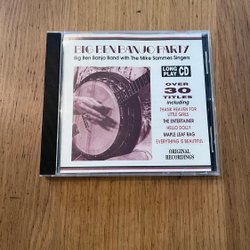 BIG BEN BANJO PARTY
Big Ben Banjo Band with The Mike Sammes Singers
LONG PLAY CD
OVER
30
TITLES
including
THANK HEAVEN FOR
LITTLE GIRLS
THE ENTERTAINER
HELLO DOLLY
MAPLE LEAF RAG
EVERYTHING IS BEAUTIFUL
ORIGINAL
RECORDINGS